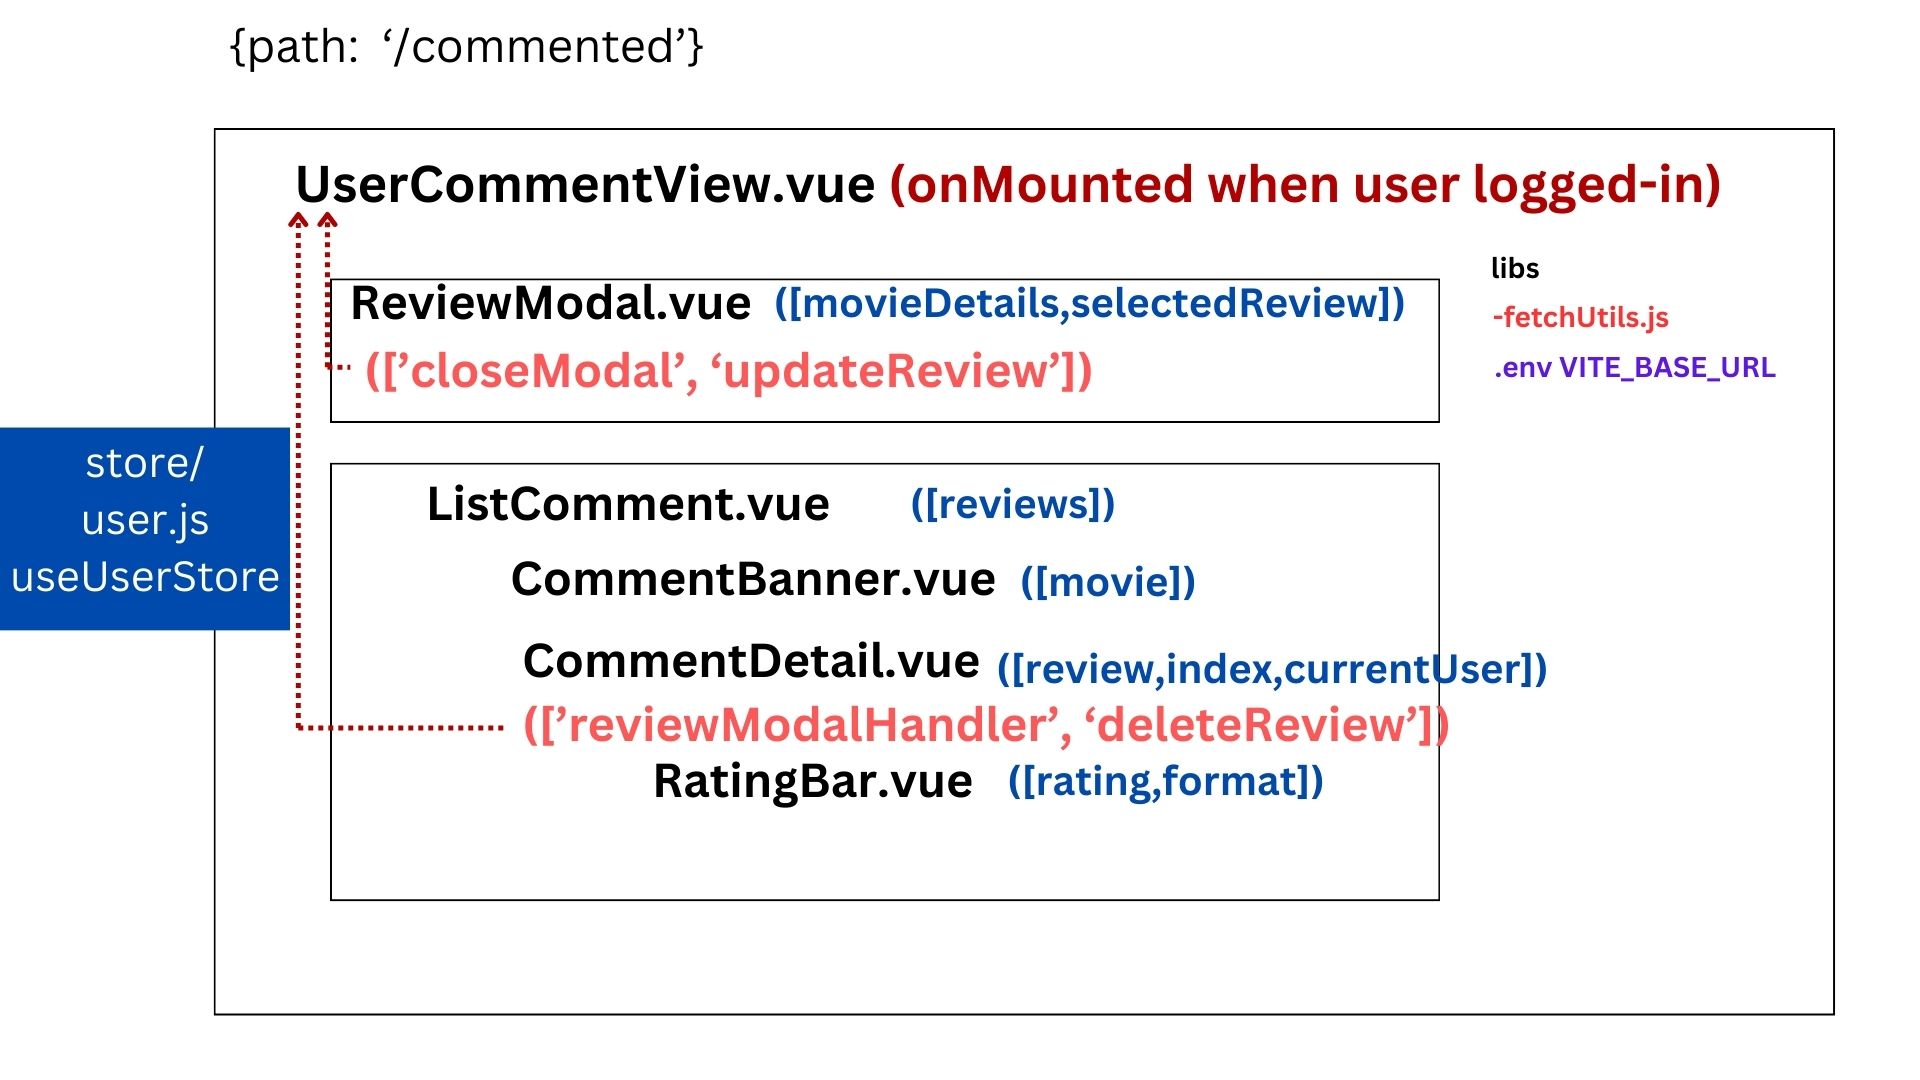 {path: ‘/commented’}
UserCommentView.vue (onMounted when user logged-in)
libs
ReviewModal.vue ([movieDetails,selectedReview])
-fetchUtils.js
(['closeModal’, ‘updateReview’])
.env VITE_BASE_URL
store/
user.js
useUserStore
ListComment.vue ([reviews])
CommentBanner.vue ([movie])
CommentDetail.vue ([review,index,currentUser])
(['reviewModalHandler’, ‘deleteReview’])
RatingBar.vue ([rating,format])